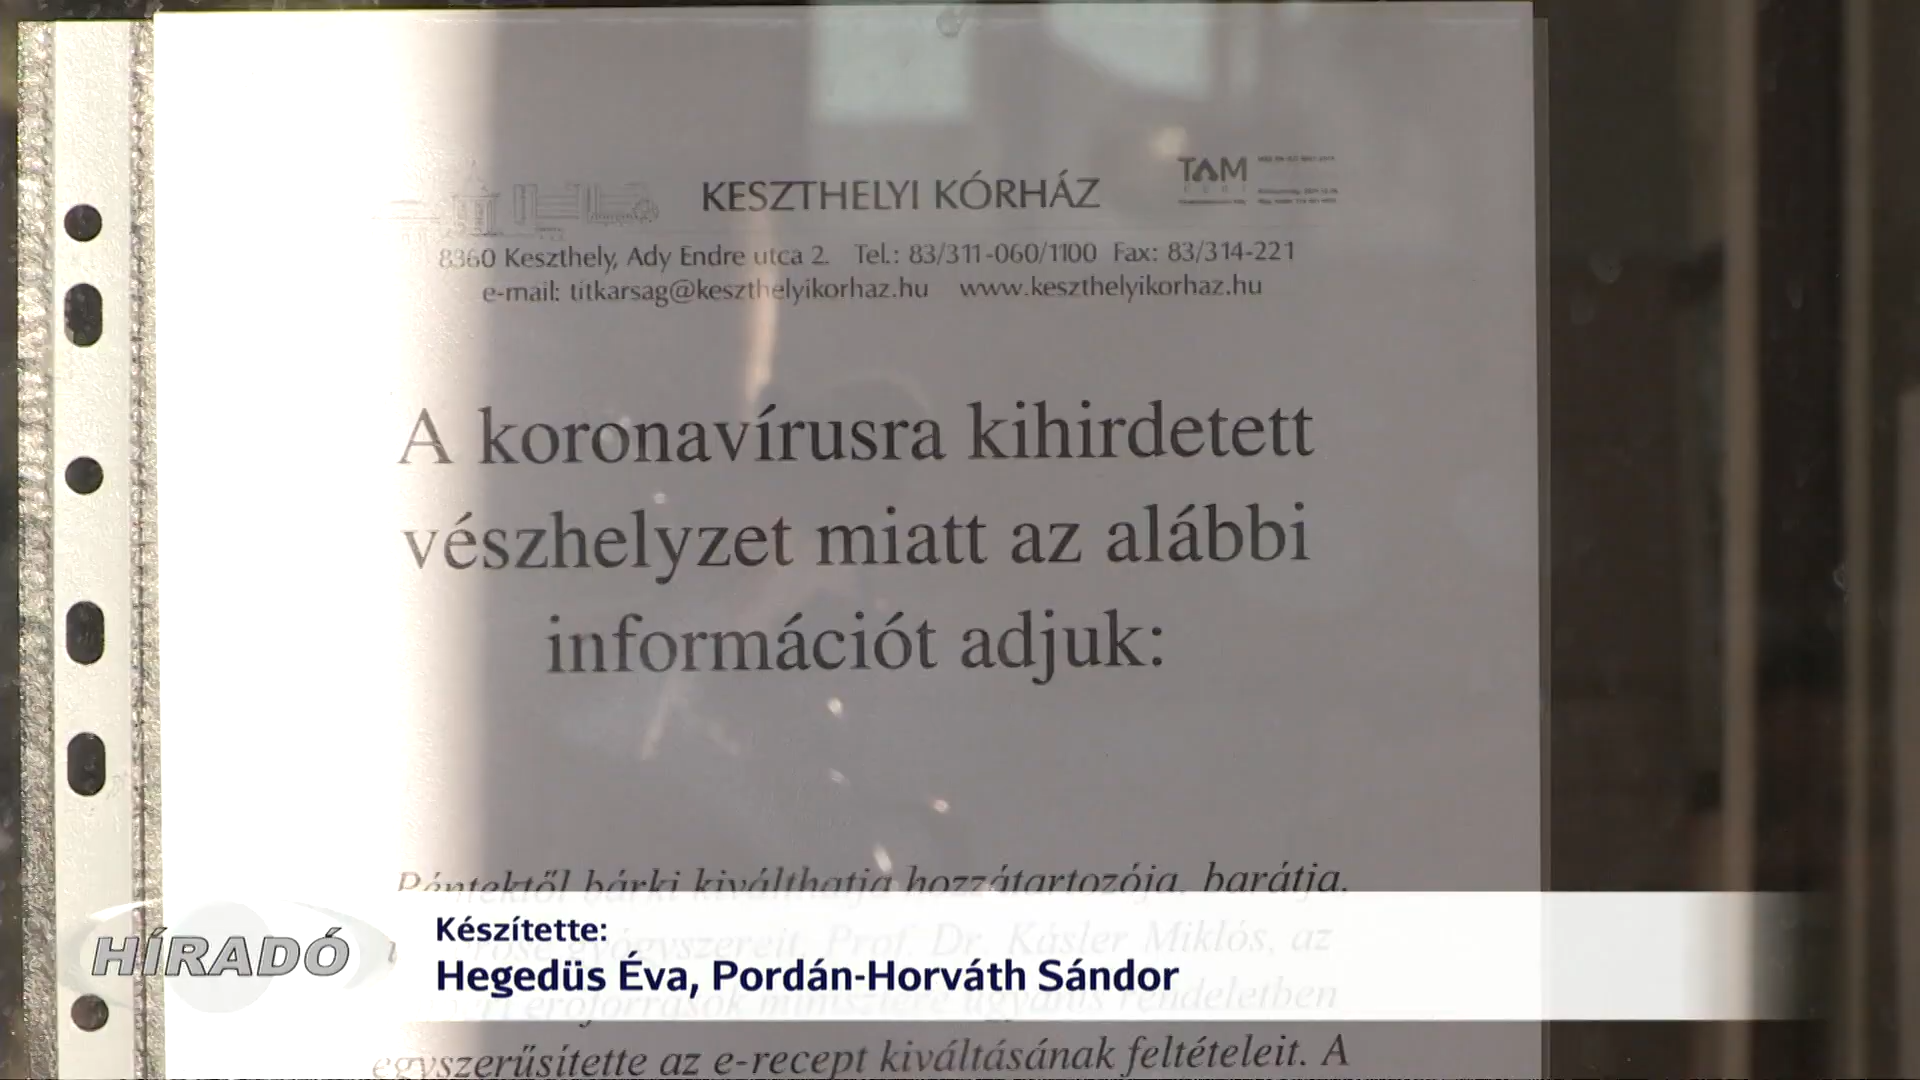 KESZTHELYI KÓRHÁZ
TAM
CERT
8360 Keszthely, Ady Endre utca 2. Tel.: 83/311-060/1100 Fax: 83/314-221
e-mail: titkarsag@keszthelyikorhaz.hu www.keszthelyikorhaz.hu
A koronavírusra kihirdetett
vészhelyzet miatt az alábbi
információt adjuk:
Péntektől bárki kiválthatja hozzátartozója, barátja,
gyógyszereit. Prof. Dr. Kásler Miklós, az
erőforrások minisztere ugyanis rendeletben
egyszerűsítette az e-recept kiváltásának feltételeit. A
HÍRADÓ
Készítette:
Hegedüs Éva, Pordán-Horváth Sándor